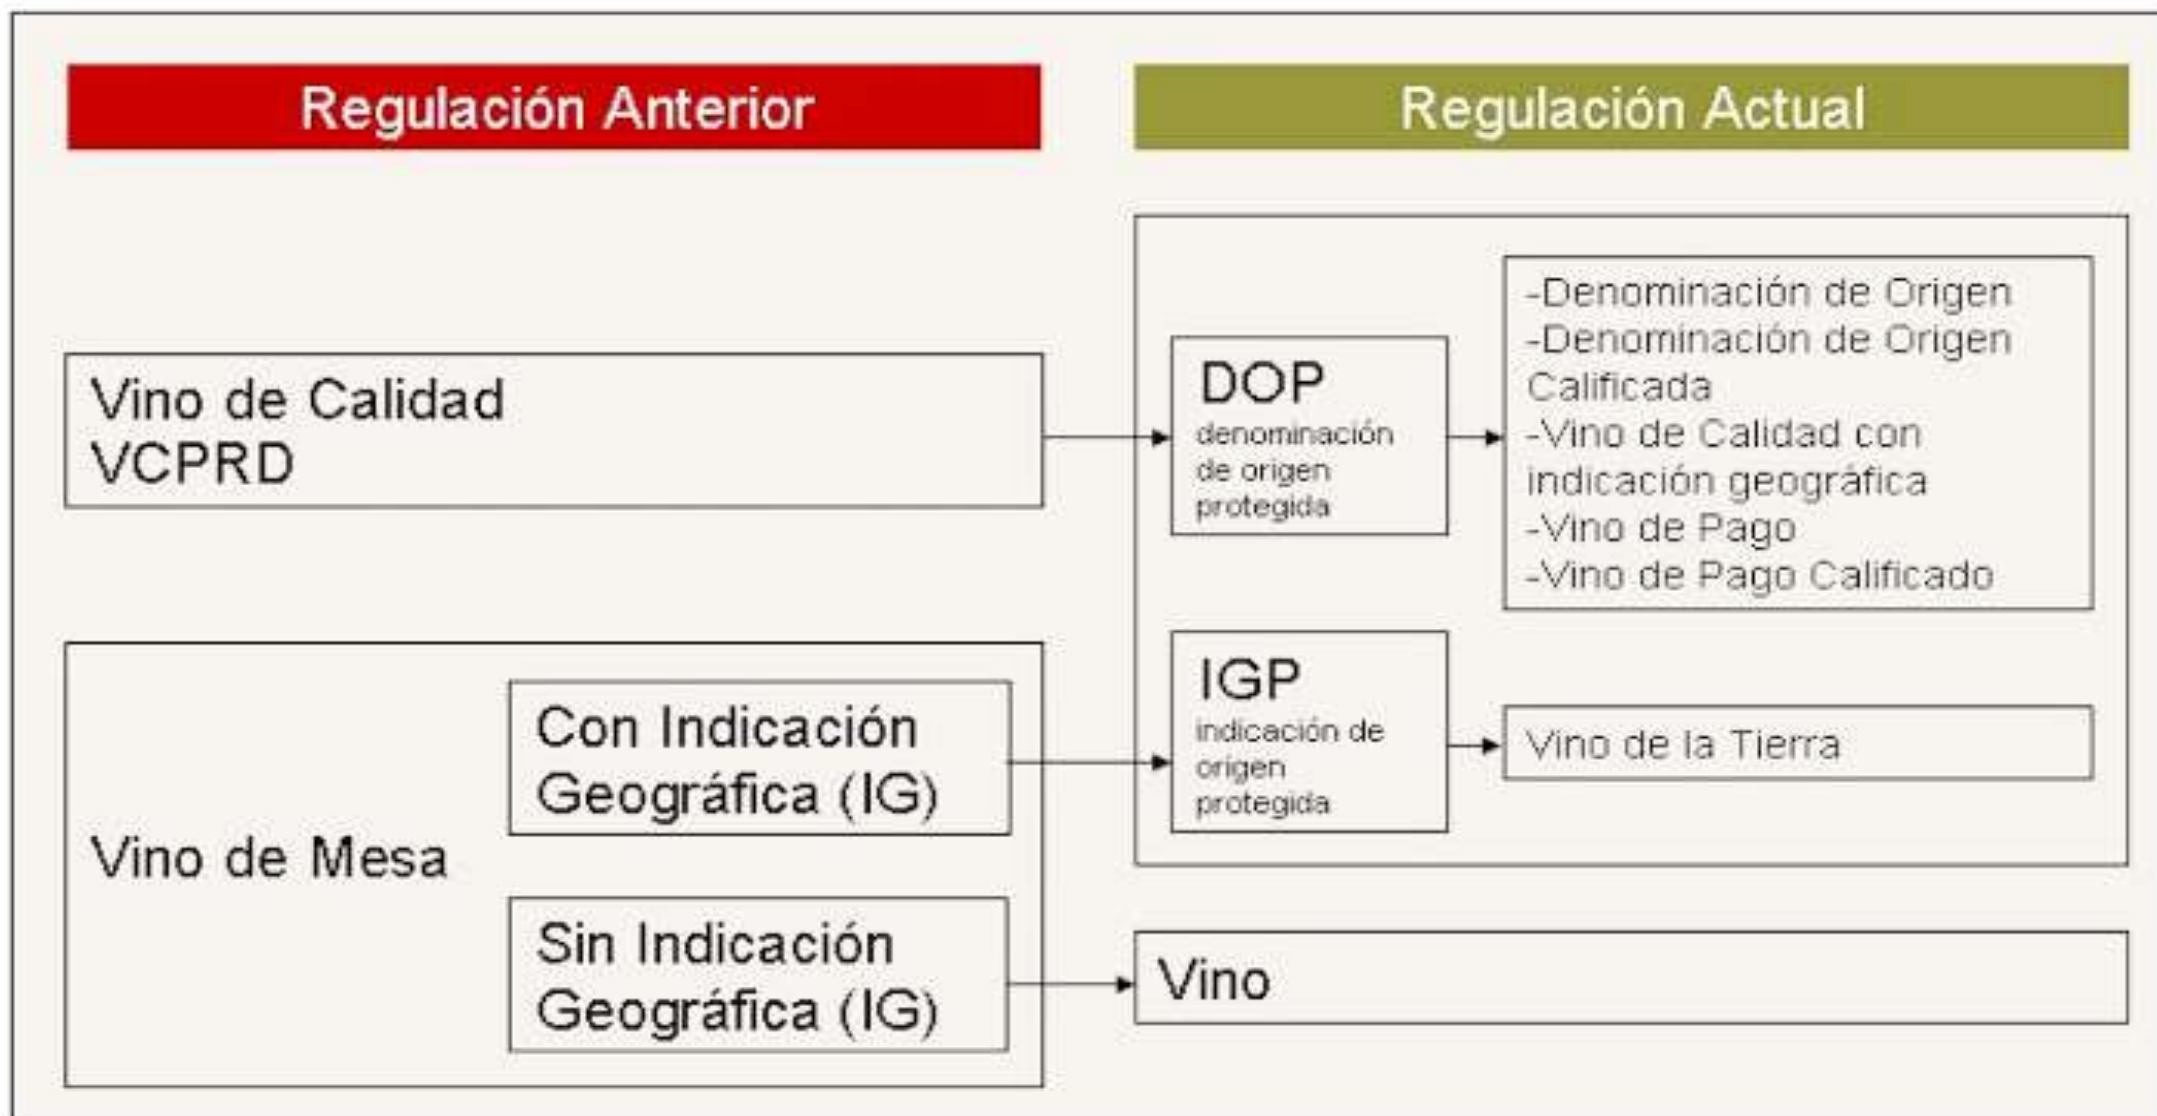 Regulación Anterior
Regulación Actual
Vino de Calidad
VCPRD
DOP
denominación
de origen
protegida
-Denominación de Origen
-Denominación de Origen
Calificada
-Vino de Calidad con
indicación geográfica
-Vino de Pago
-Vino de Pago Calificado
Vino de Mesa
Con Indicación
Geográfica (IG)
IGP
indicación de
origen
protegida
Vino de la Tierra
Sin Indicación
Geográfica (IG)
Vino